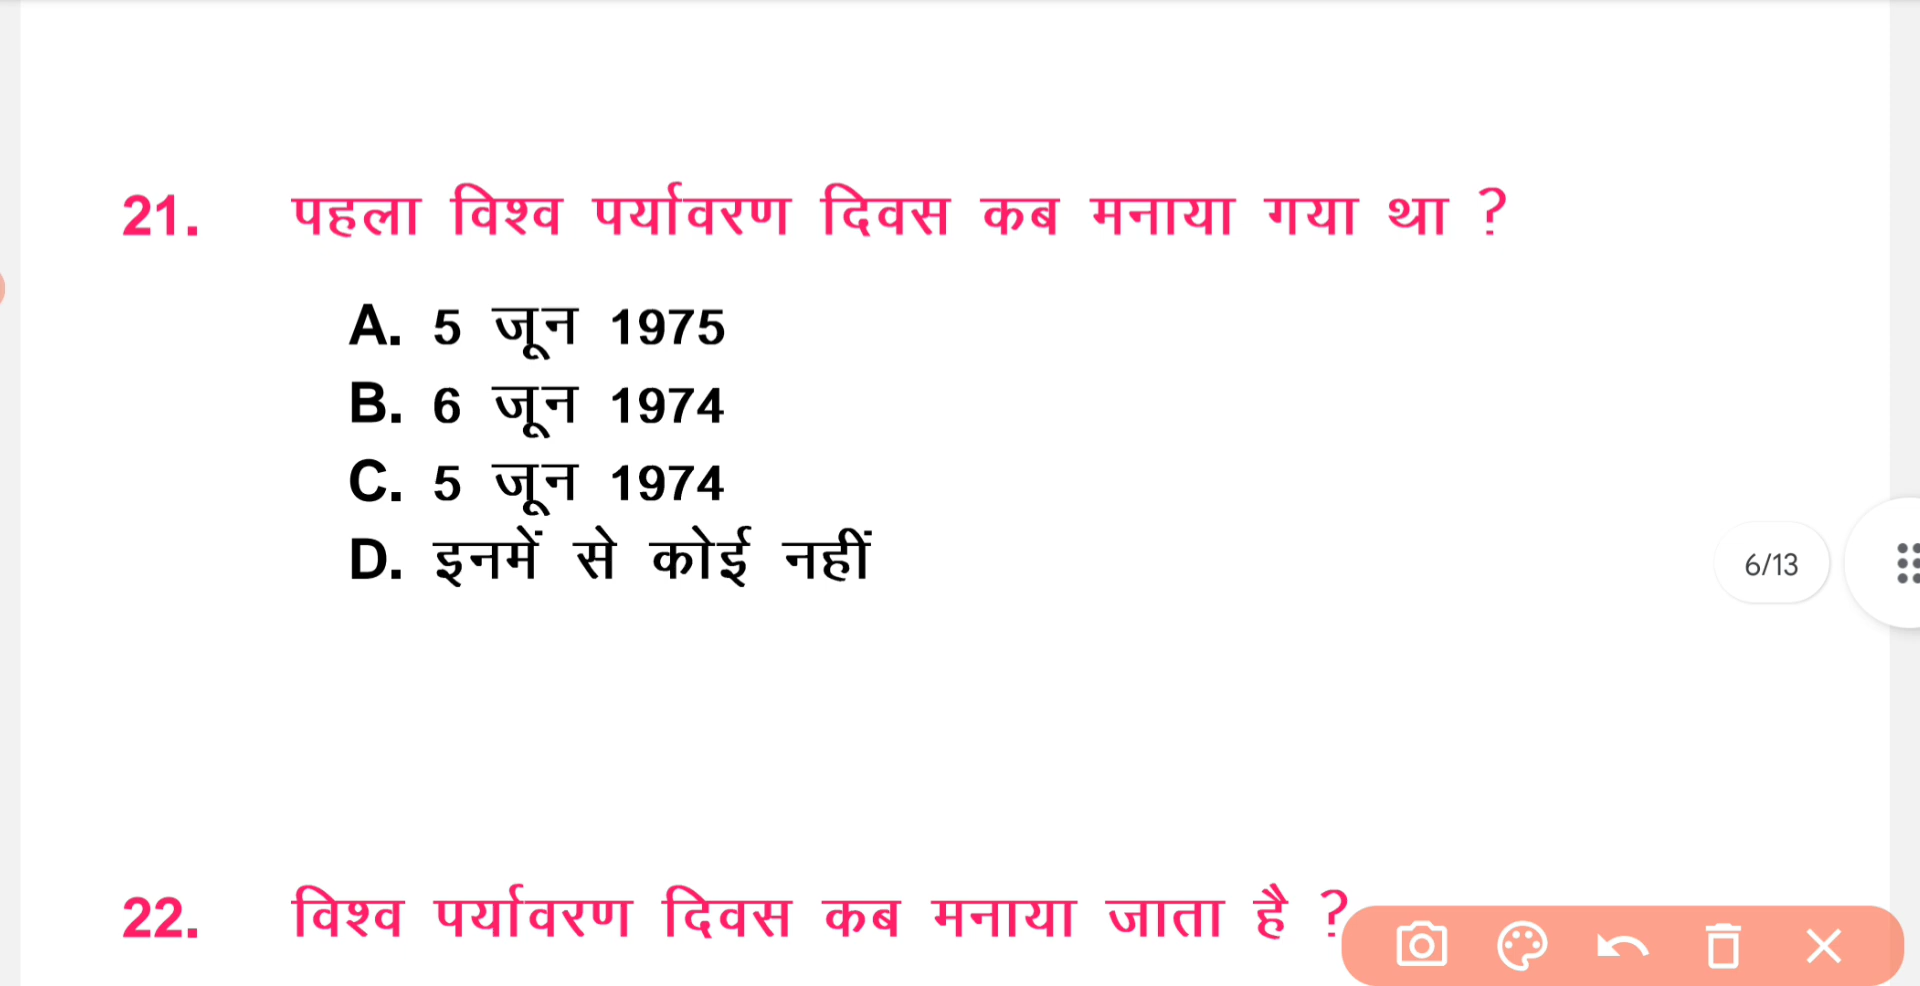 21. पहला विश्व पर्यावरण दिवस कब मनाया गया था ?
A. 5 जून 1975
B. 6 जून 1974
C. 5 जून 1974
D. इनमें से कोई नहीं
6/13
22. विश्व पर्यावरण दिवस कब मनाया जाता है ?